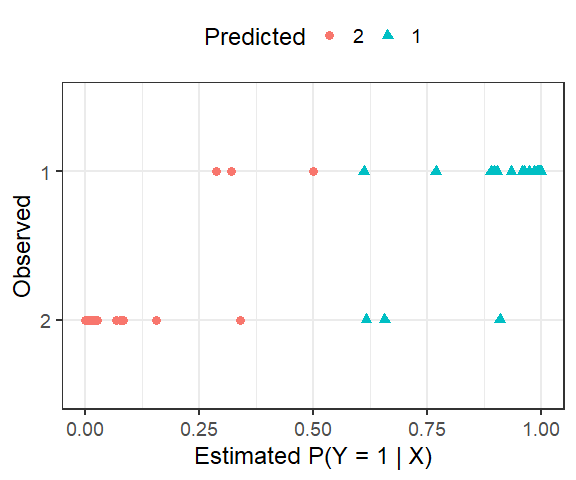 Predicted 2 1
1
Observed
2
0.00 0.25 0.50 0.75 1.00
Estimated P(Y = 1 | X)